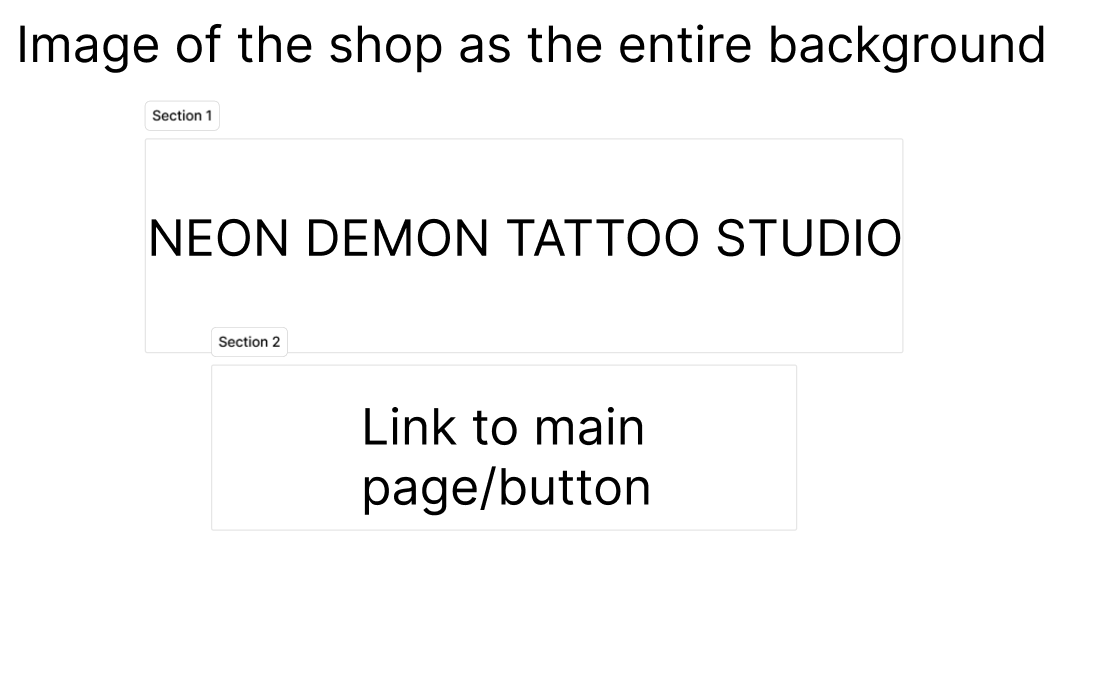 Image of the shop as the entire background
Section 1
NEON DEMON TATTOO STUDIO
Section 2
Link to main
page/button